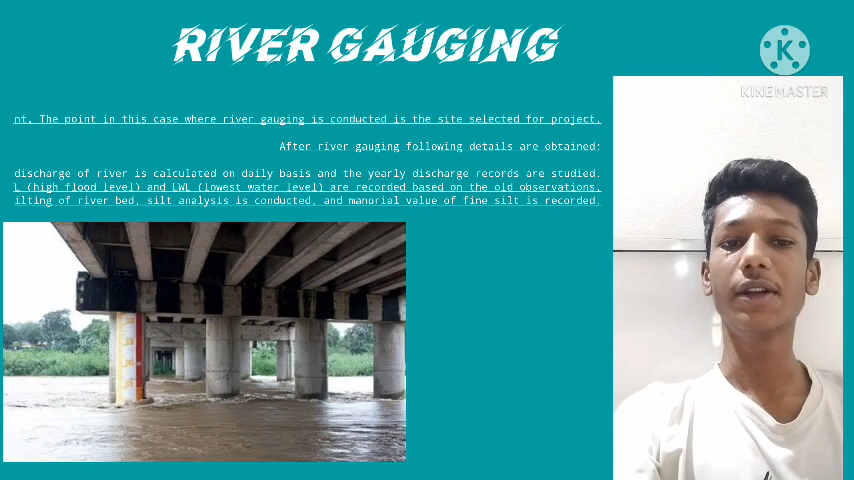 RIVER GAUGING
K
KINEMASTER
nt. The point in this case where river gauging is conducted is the site selected for project.
After river gauging following details are obtained:
discharge of river is calculated on daily basis and the yearly discharge records are studied.
L (high flood level) and LWL (lowest water level) are recorded based on the old observations.
ilting of river bed, silt analysis is conducted, and manorial value of fine silt is recorded.